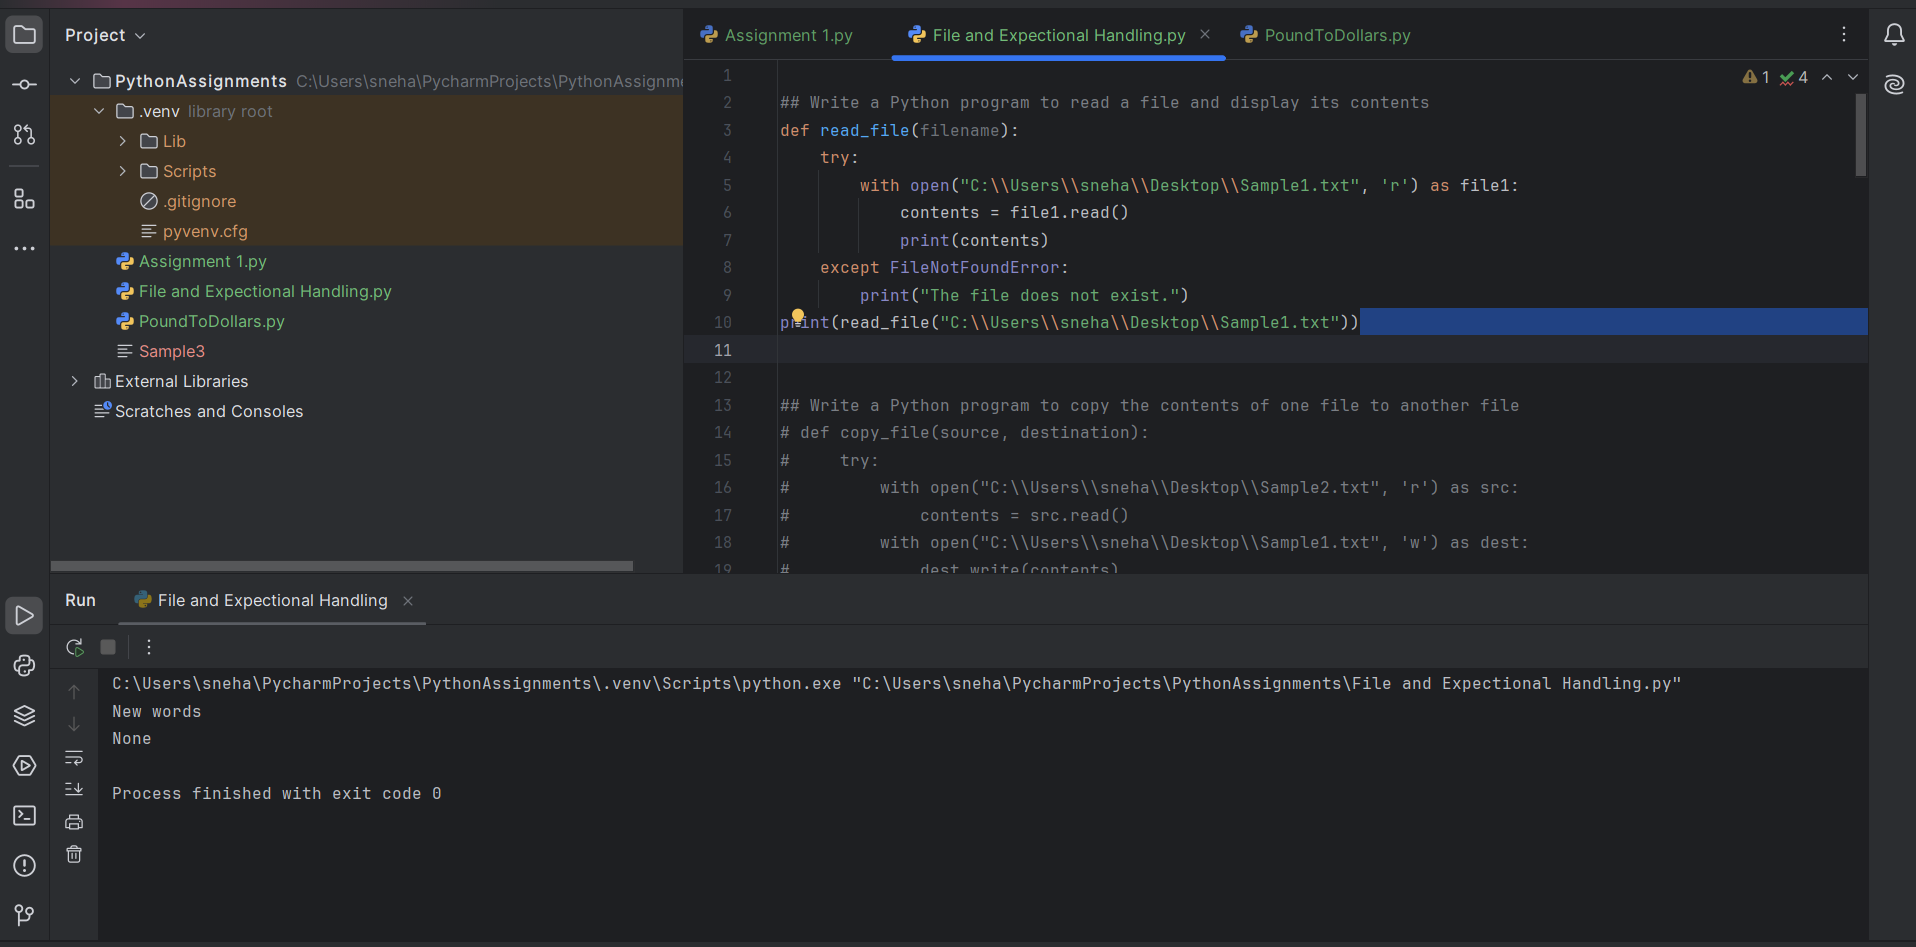 Project
PythonAssignments C:\Users\sneha\PycharmProjects\PythonAssignme
.venv library root
Lib
Scripts
.gitignore
pyvenv.cfg
Assignment 1.py
File and Expectional Handling.py
PoundToDollars.py
Sample3
External Libraries
Scratches and Consoles
Assignment 1.py File and Expectional Handling.py PoundToDollars.py
1 4
1
2 ## Write a Python program to read a file and display its contents
3 def read_file(filename):
4 try:
5 with open("C:\\Users\\sneha\\Desktop\\Sample1.txt", 'r') as file1:
6 contents = file1.read()
7 print(contents)
8 except FileNotFoundError:
9 print("The file does not exist.")
10 print(read_file("C:\\Users\\sneha\\Desktop\\Sample1.txt"))
11
12
13 ## Write a Python program to copy the contents of one file to another file
14 # def copy_file(source, destination):
15 # try:
16 # with open("C:\\Users\\sneha\\Desktop\\Sample2.txt", 'r') as src:
17 # contents = src.read()
18 # with open("C:\\Users\\sneha\\Desktop\\Sample1.txt", 'w') as dest:
19 # dest.write(contents)
Run File and Expectional Handling
C:\Users\sneha\PycharmProjects\PythonAssignments\.venv\Scripts\python.exe "C:\Users\sneha\PycharmProjects\PythonAssignments\File and Expectional Handling.py"
New words
None
Process finished with exit code 0